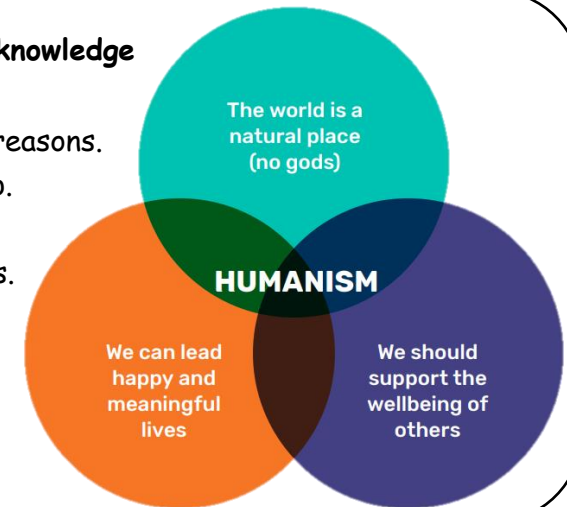 knowledge
reasons.
The world is a
natural place
(no gods)
HUMANISM
We can lead
happy and
meaningful
lives
We should
support the
wellbeing of
others